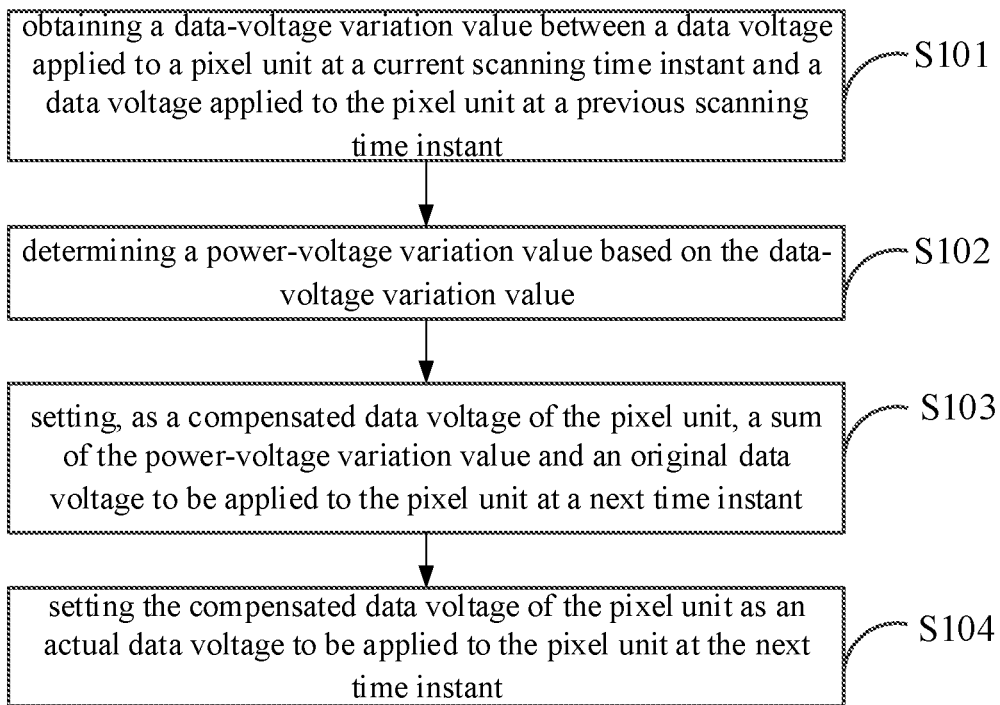 obtaining a data-voltage variation value between a data voltage
applied to a pixel unit at a current scanning time instant and a
data voltage applied to the pixel unit at a previous scanning
time instant
S101
determining a power-voltage variation value based on the data-
voltage variation value
S102
setting, as a compensated data voltage of the pixel unit, a sum
of the power-voltage variation value and an original data
voltage to be applied to the pixel unit at a next time instant
S103
setting the compensated data voltage of the pixel unit as an
actual data voltage to be applied to the pixel unit at the next
time instant
S104